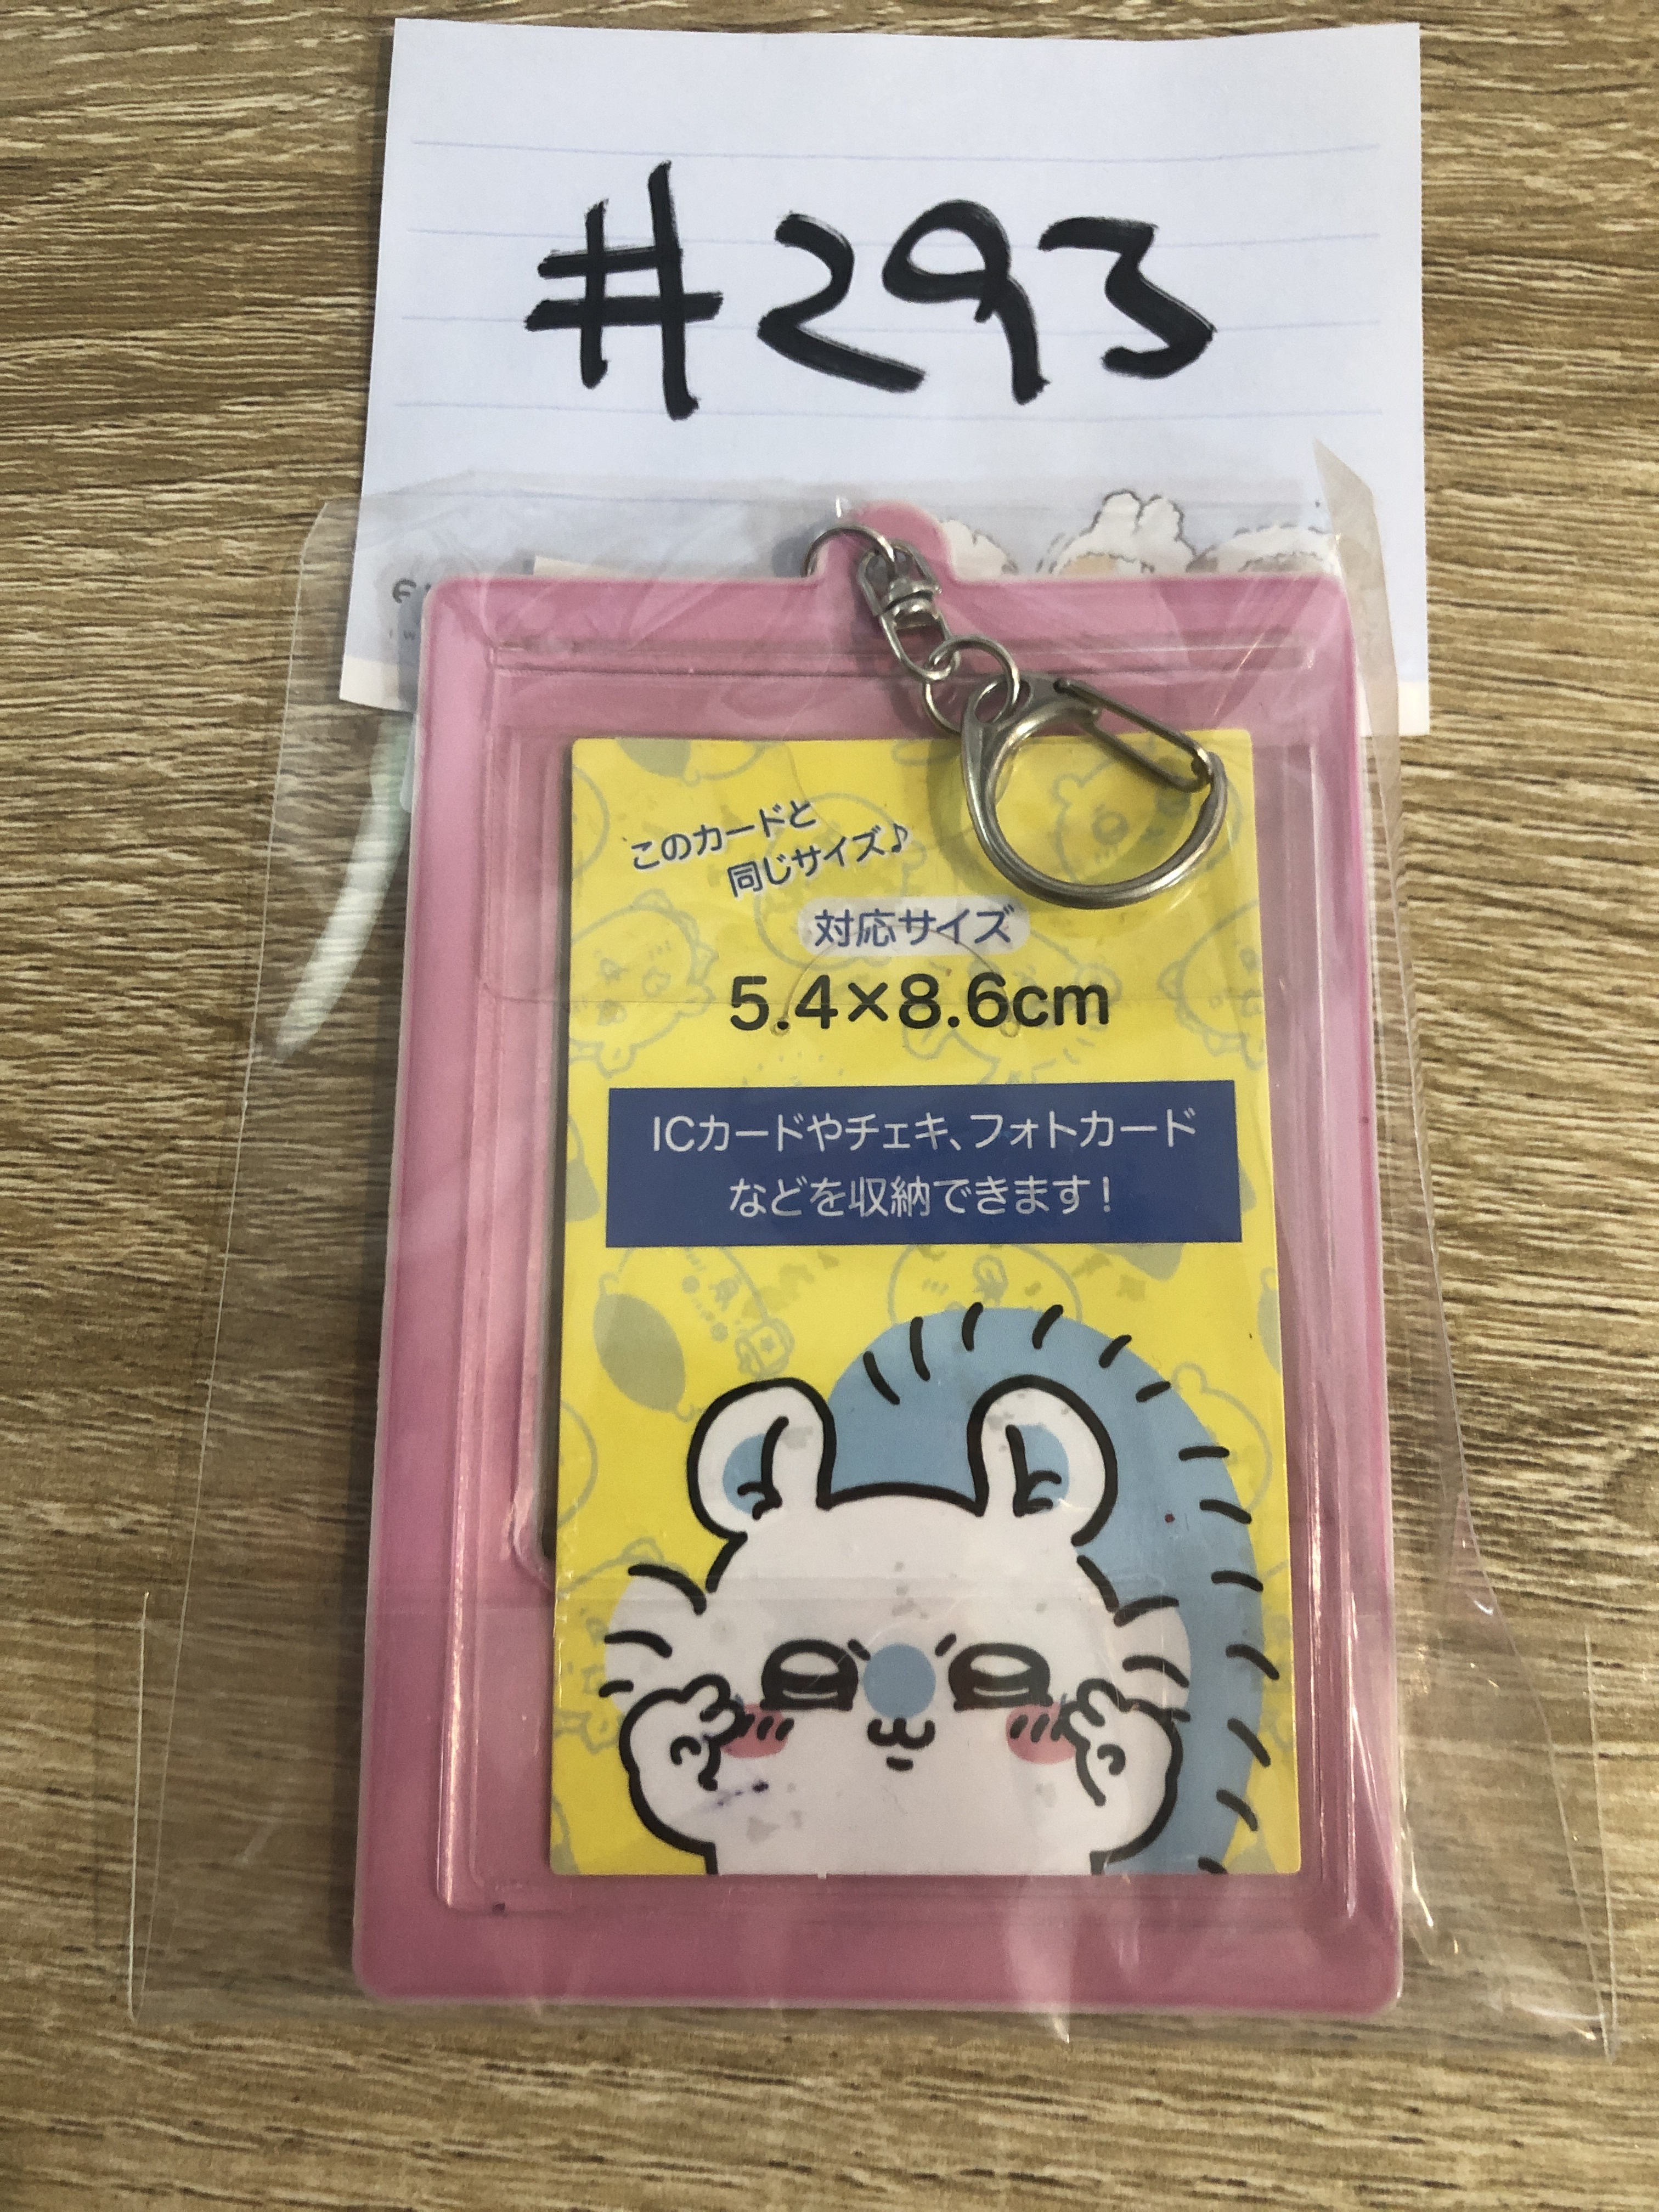 #293
このカードと
同じサイズ♪
対応サイズ
5.4×8.6cm
ICカードやチェキ、フォトカード
などを収納できます!